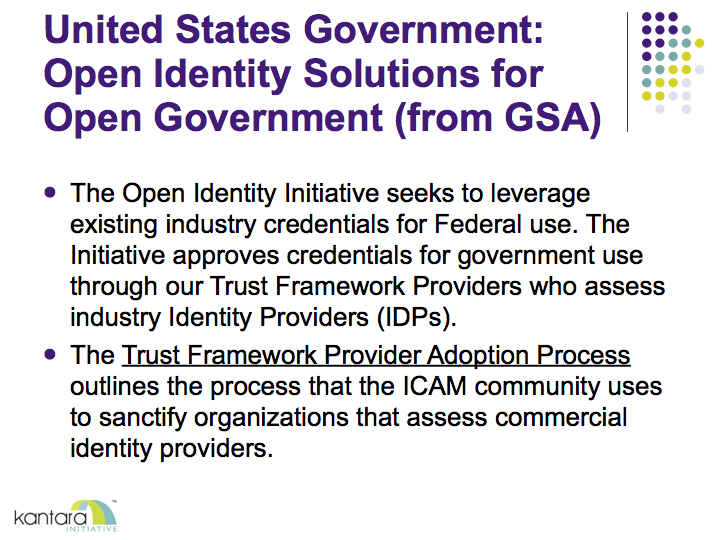 United States Government:
Open Identity Solutions for
Open Government (from GSA)
The Open Identity Initiative seeks to leverage
existing industry credentials for Federal use. The
Initiative approves credentials for government use
through our Trust Framework Providers who assess
industry Identity Providers (IDPs).
The Trust Framework Provider Adoption Process
outlines the process that the ICAM community uses
to sanctify organizations that assess commercial
identity providers.
kantara™
INITIATIVE